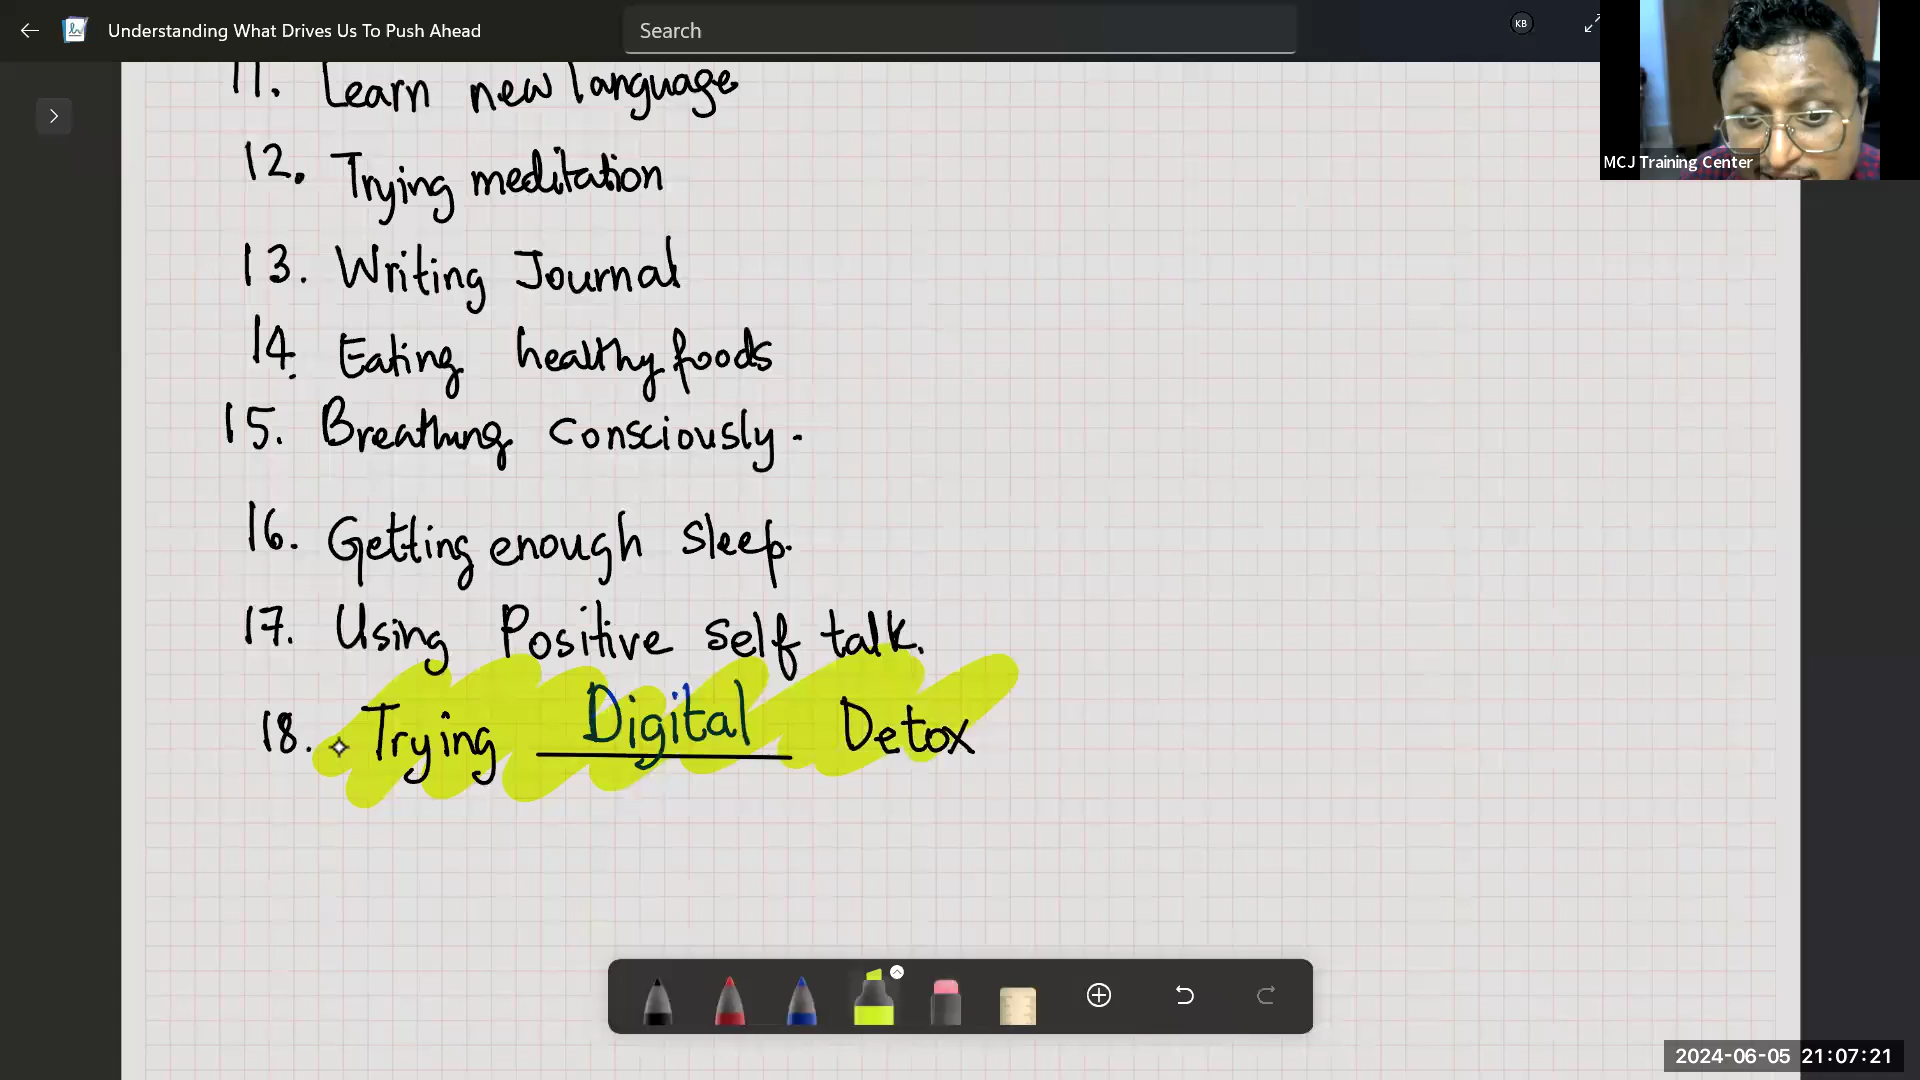 Understanding What Drives Us To Push Ahead
Search
KB
MCJ Training Center
11. Learn new language
12. Trying meditation
13. Writing Journal
14. Eating healthy foods
15. Breathing Consciously.
16. Getting enough sleep.
17. Using Positive self talk.
18. Trying Digital Detox
2024-06-05 21:07:21